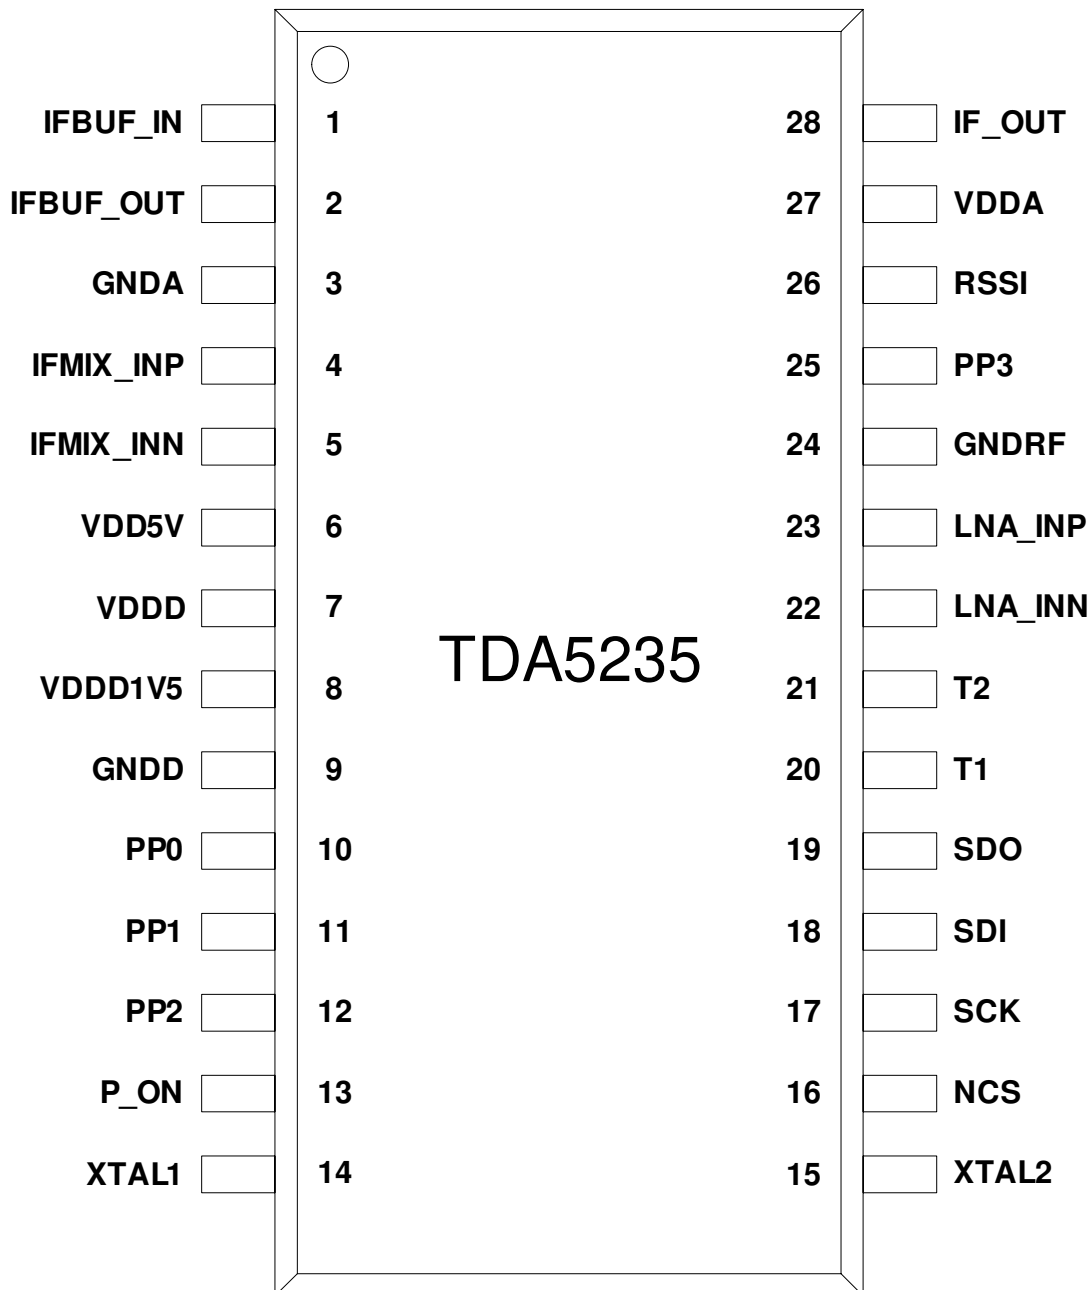 IFBUF_IN 1 28 IF_OUT
IFBUF_OUT 2 27 VDDA
GNDA 3 26 RSSI
IFMIX_INP 4 25 PP3
IFMIX_INN 5 24 GNDRF
VDD5V 6 23 LNA_INP
VDDD 7 22 LNA_INN
TDA5235
VDDD1V5 8 21 T2
GNDD 9 20 T1
PP0 10 19 SDO
PP1 11 18 SDI
PP2 12 17 SCK
P_ON 13 16 NCS
XTAL1 14 15 XTAL2